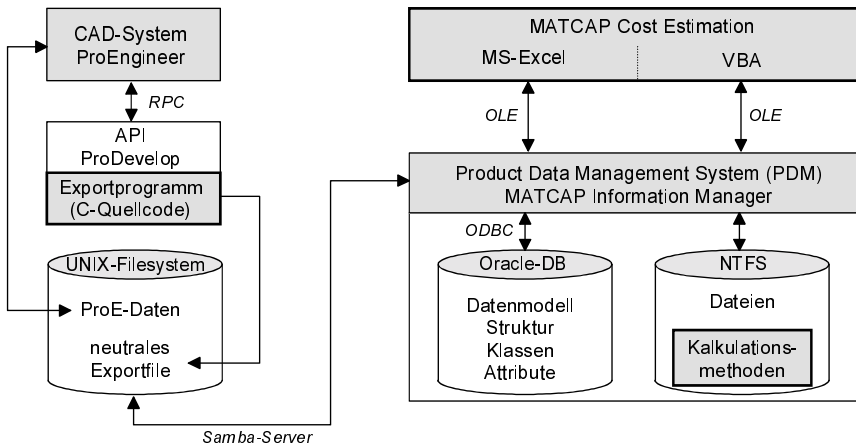 CAD-System
ProEngineer
RPC
API
ProDevelop
Exportprogramm
(C-Quellcode)
UNIX-Filesystem
ProE-Daten
neutrales
Exportfile
Samba-Server
MATCAP Cost Estimation
MS-Excel
VBA
OLE
OLE
Product Data Management System (PDM)
MATCAP Information Manager
ODBC
Oracle-DB
Datenmodell
Struktur
Klassen
Attribute
NTFS
Dateien
Kalkulations-
methoden